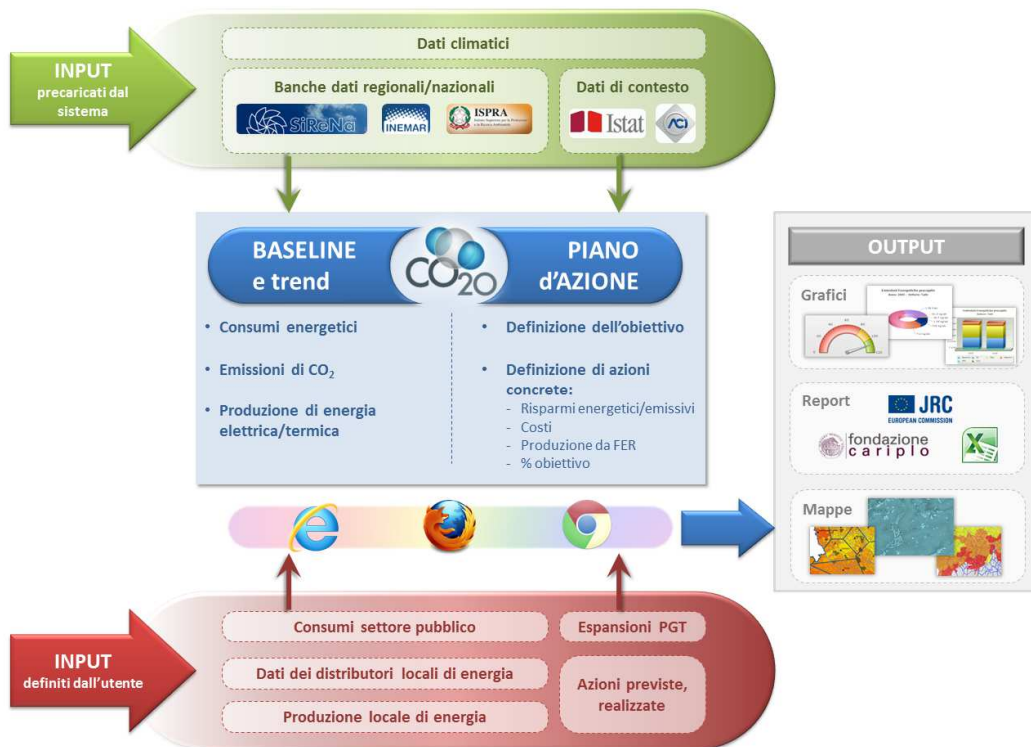 INPUT
precaricati dal
sistema
Dati climatici
Banche dati regionali/nazionali
SiReNa
INEMAR
ISPRA
Dati di contesto
Istat
ACI
BASELINE
e trend
CO20
PIANO
d'AZIONE
• Consumi energetici
• Emissioni di CO2
• Produzione di energia
elettrica/termica
• Definizione dell'obiettivo
• Definizione di azioni
concrete:
- Risparmi energetici/emissivi
- Costi
- Produzione da FER
- % obiettivo
OUTPUT
Grafici
Report
JRC
EUROPEAN COMMISSION
fondazione
cariplo
Mappe
INPUT
definiti dall'utente
Consumi settore pubblico
Dati dei distributori locali di energia
Produzione locale di energia
Espansioni PGT
Azioni previste,
realizzate